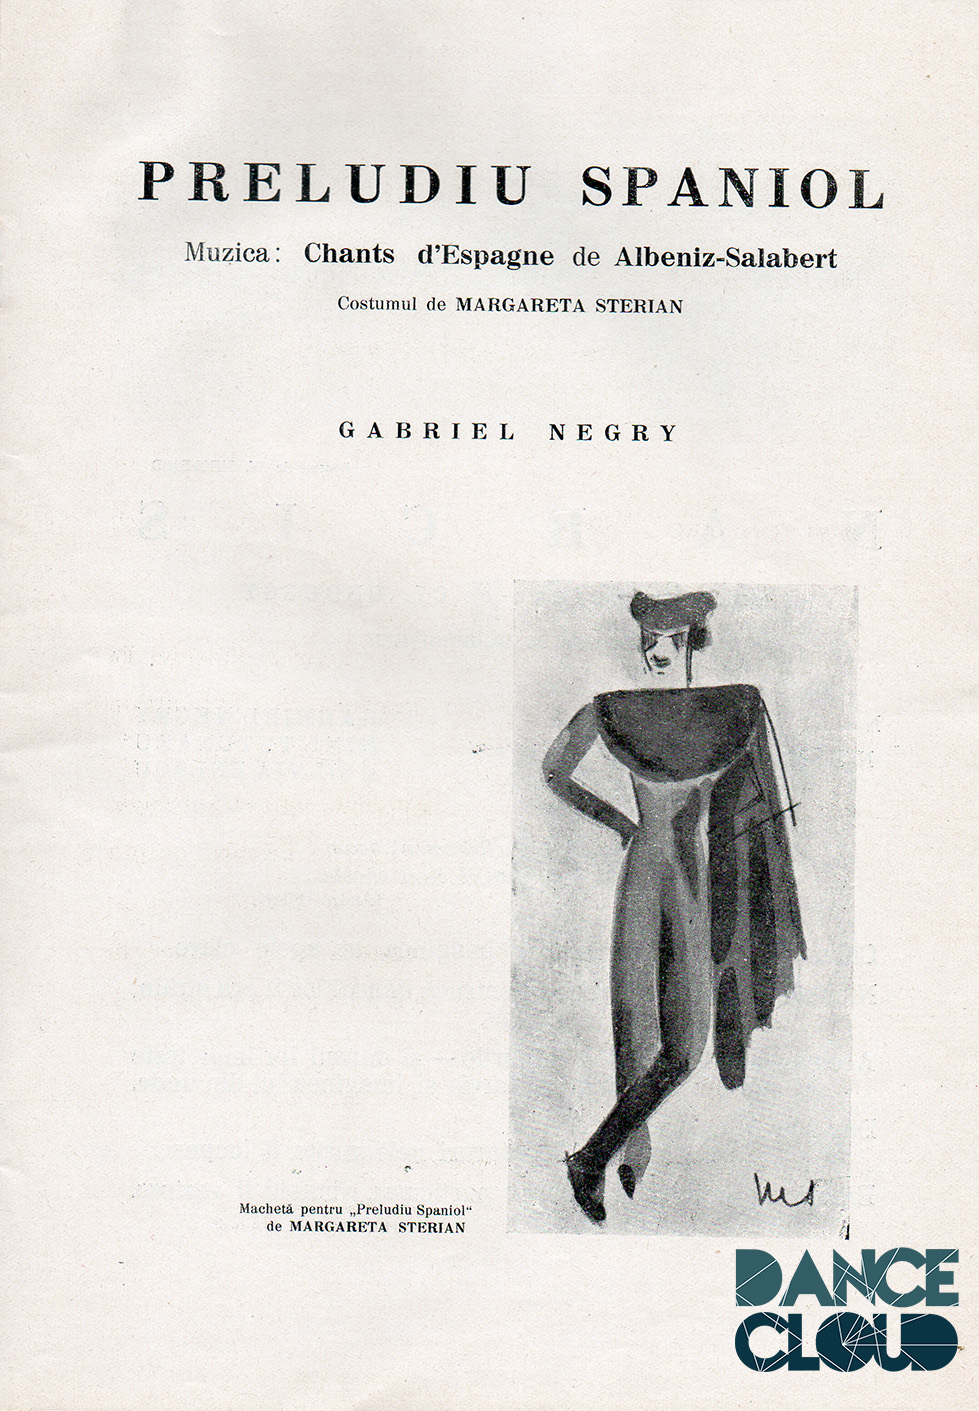 PRELUDIU SPANIOL
Muzica: Chants d'Espagne de Albeniz-Salabert
Costumul de MARGARETA STERIAN
GABRIEL NEGRY
Machetă pentru „Preludiu Spaniol“
de MARGARETA STERIAN
DANCE
CLOUD